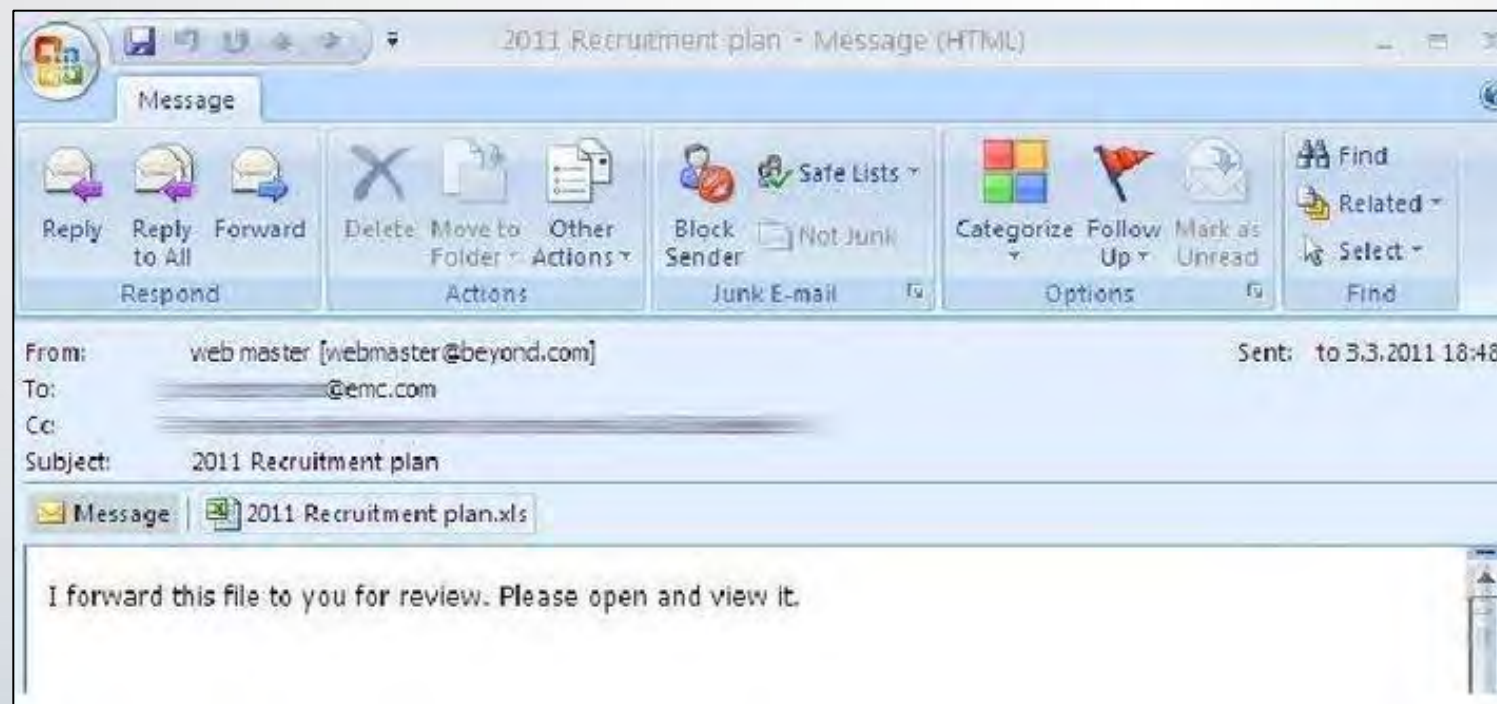 2011 Recruitment plan - Message (HTML)
Message
Reply
Reply to All
Forward
Respond
Delete
Move to Folder
Other Actions
Actions
Block Sender
Safe Lists
Not Junk
Junk E-mail
Categorize
Follow Up
Mark as Unread
Options
Find
Related
Select
Find
From: web master [webmaster@beyond.com] Sent: to 3.3.2011 18:48
To: @emc.com
Cc:
Subject: 2011 Recruitment plan
Message 2011 Recruitment plan.xls
I forward this file to you for review. Please open and view it.